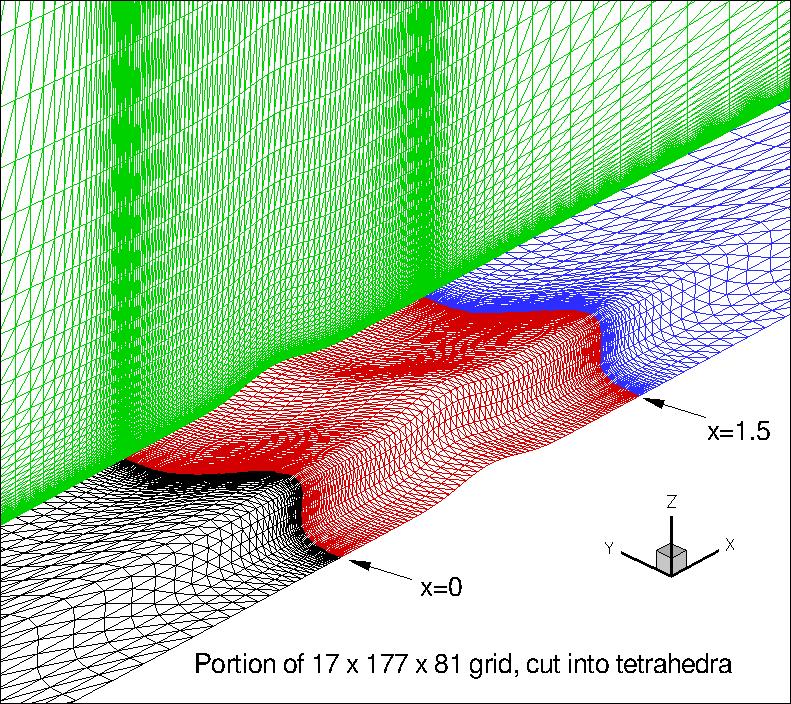 x=1.5
Z
Y
X
x=0
Portion of 17 x 177 x 81 grid, cut into tetrahedra